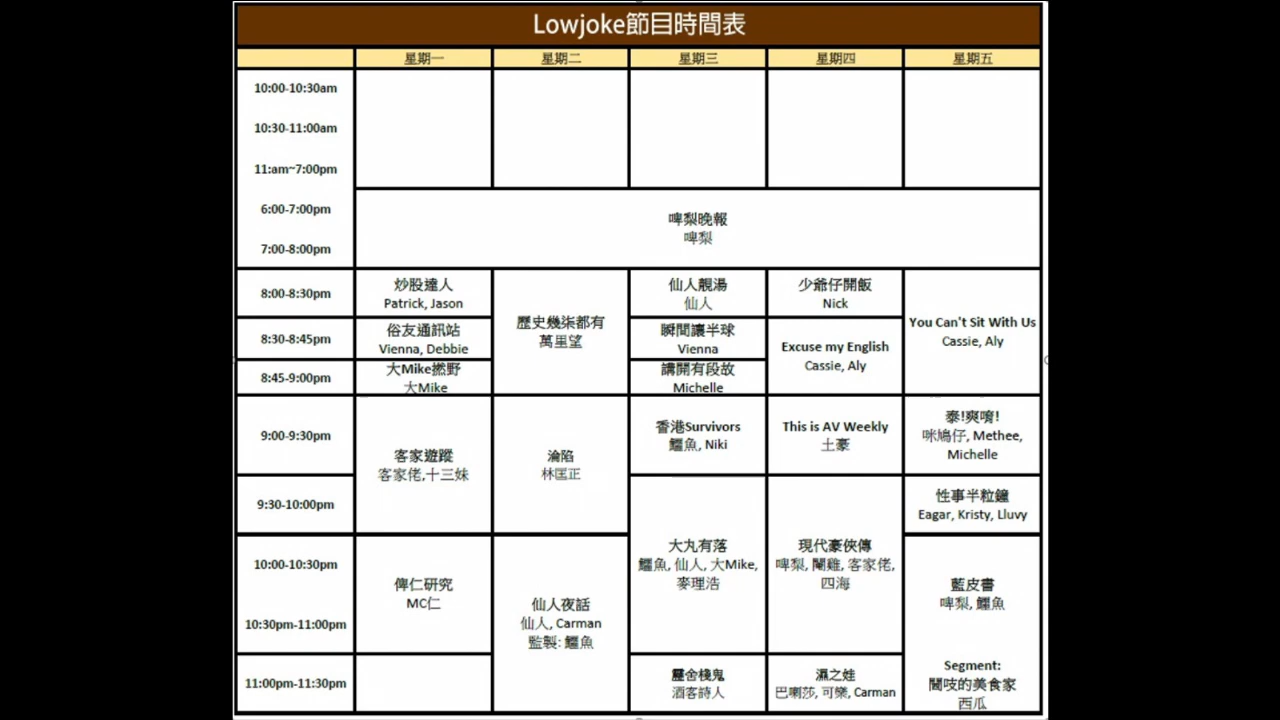 Lowjoke節目時間表
星期一 星期二 星期三 星期四 星期五
10:00-10:30am
10:30-11:00am
11:am~7:00pm
6:00-7:00pm
啤梨晚報
啤梨
7:00-8:00pm
8:00-8:30pm
炒股達人
Patrick, Jason
仙人靚湯
仙人
少爺仔開飯
Nick
8:30-8:45pm
俗友通訊站
Vienna, Debbie
歷史幾柒都有
萬里望
瞬間讓半球
Vienna
Excuse my English
Cassie, Aly
You Can't Sit With Us
Cassie, Aly
8:45-9:00pm
大Mike撚野
大Mike
講開有段故
Michelle
9:00-9:30pm
客家遊蹤
客家佬,十三妹
淪陷
林匡正
香港Survivors
鱷魚, Niki
This is AV Weekly
土豪
泰!爽唷!
咪鳩仔, Methee,
Michelle
9:30-10:00pm
性事半粒鐘
Eagar, Kristy, Lluvy
10:00-10:30pm
俾仁研究
MC仁
仙人夜話
仙人, Carman
監製: 鱷魚
大丸有落
鱷魚, 仙人, 大Mike,
麥理浩
現代豪俠傳
啤梨, 閹雞, 客家佬,
四海
藍皮書
啤梨, 鱷魚
10:30pm-11:00pm
11:00pm-11:30pm
靈舍棧鬼
酒客詩人
濕之娃
巴喇莎, 可樂, Carman
Segment:
的美食家
西瓜